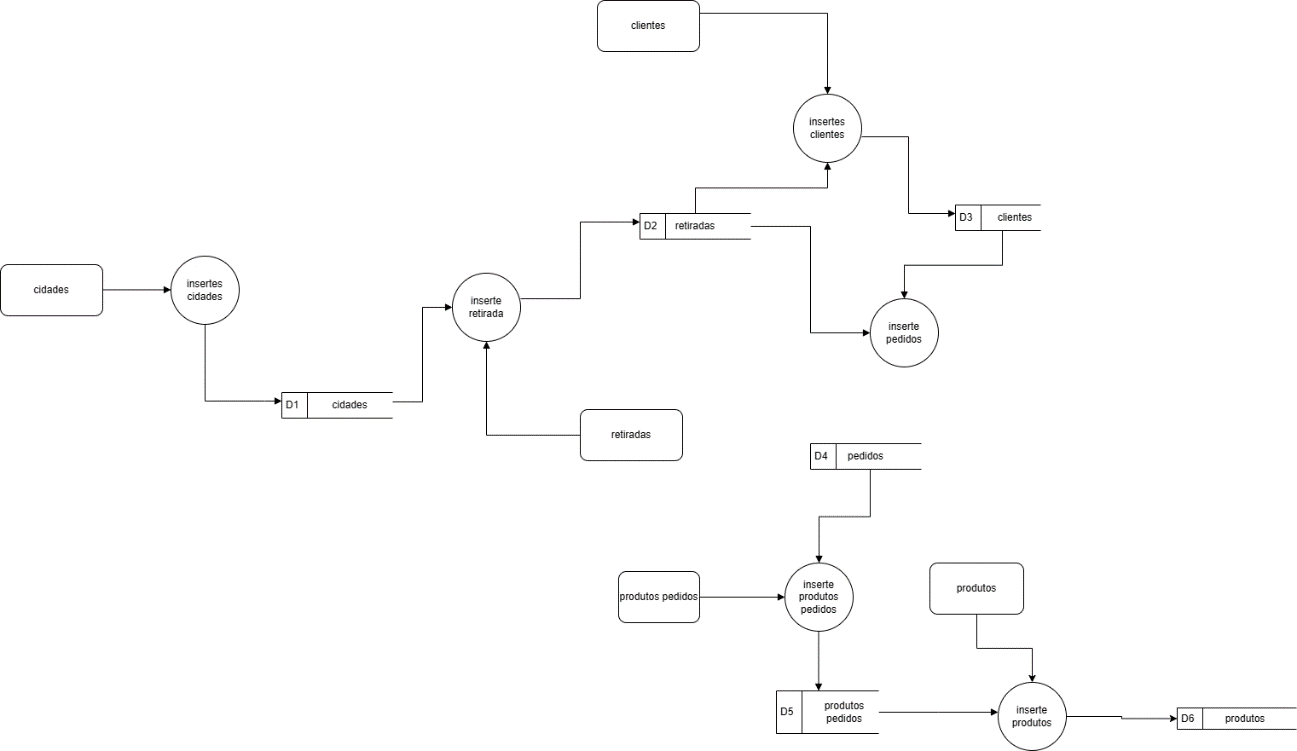 clientes
insertes
clientes
D3 clientes
D2 retiradas
cidades
insertes
cidades
inserte
retirada
inserte
pedidos
D1 cidades
retiradas
D4 pedidos
produtos pedidos
inserte
produtos
pedidos
produtos
D5 produtos
pedidos
inserte
produtos
D6 produtos